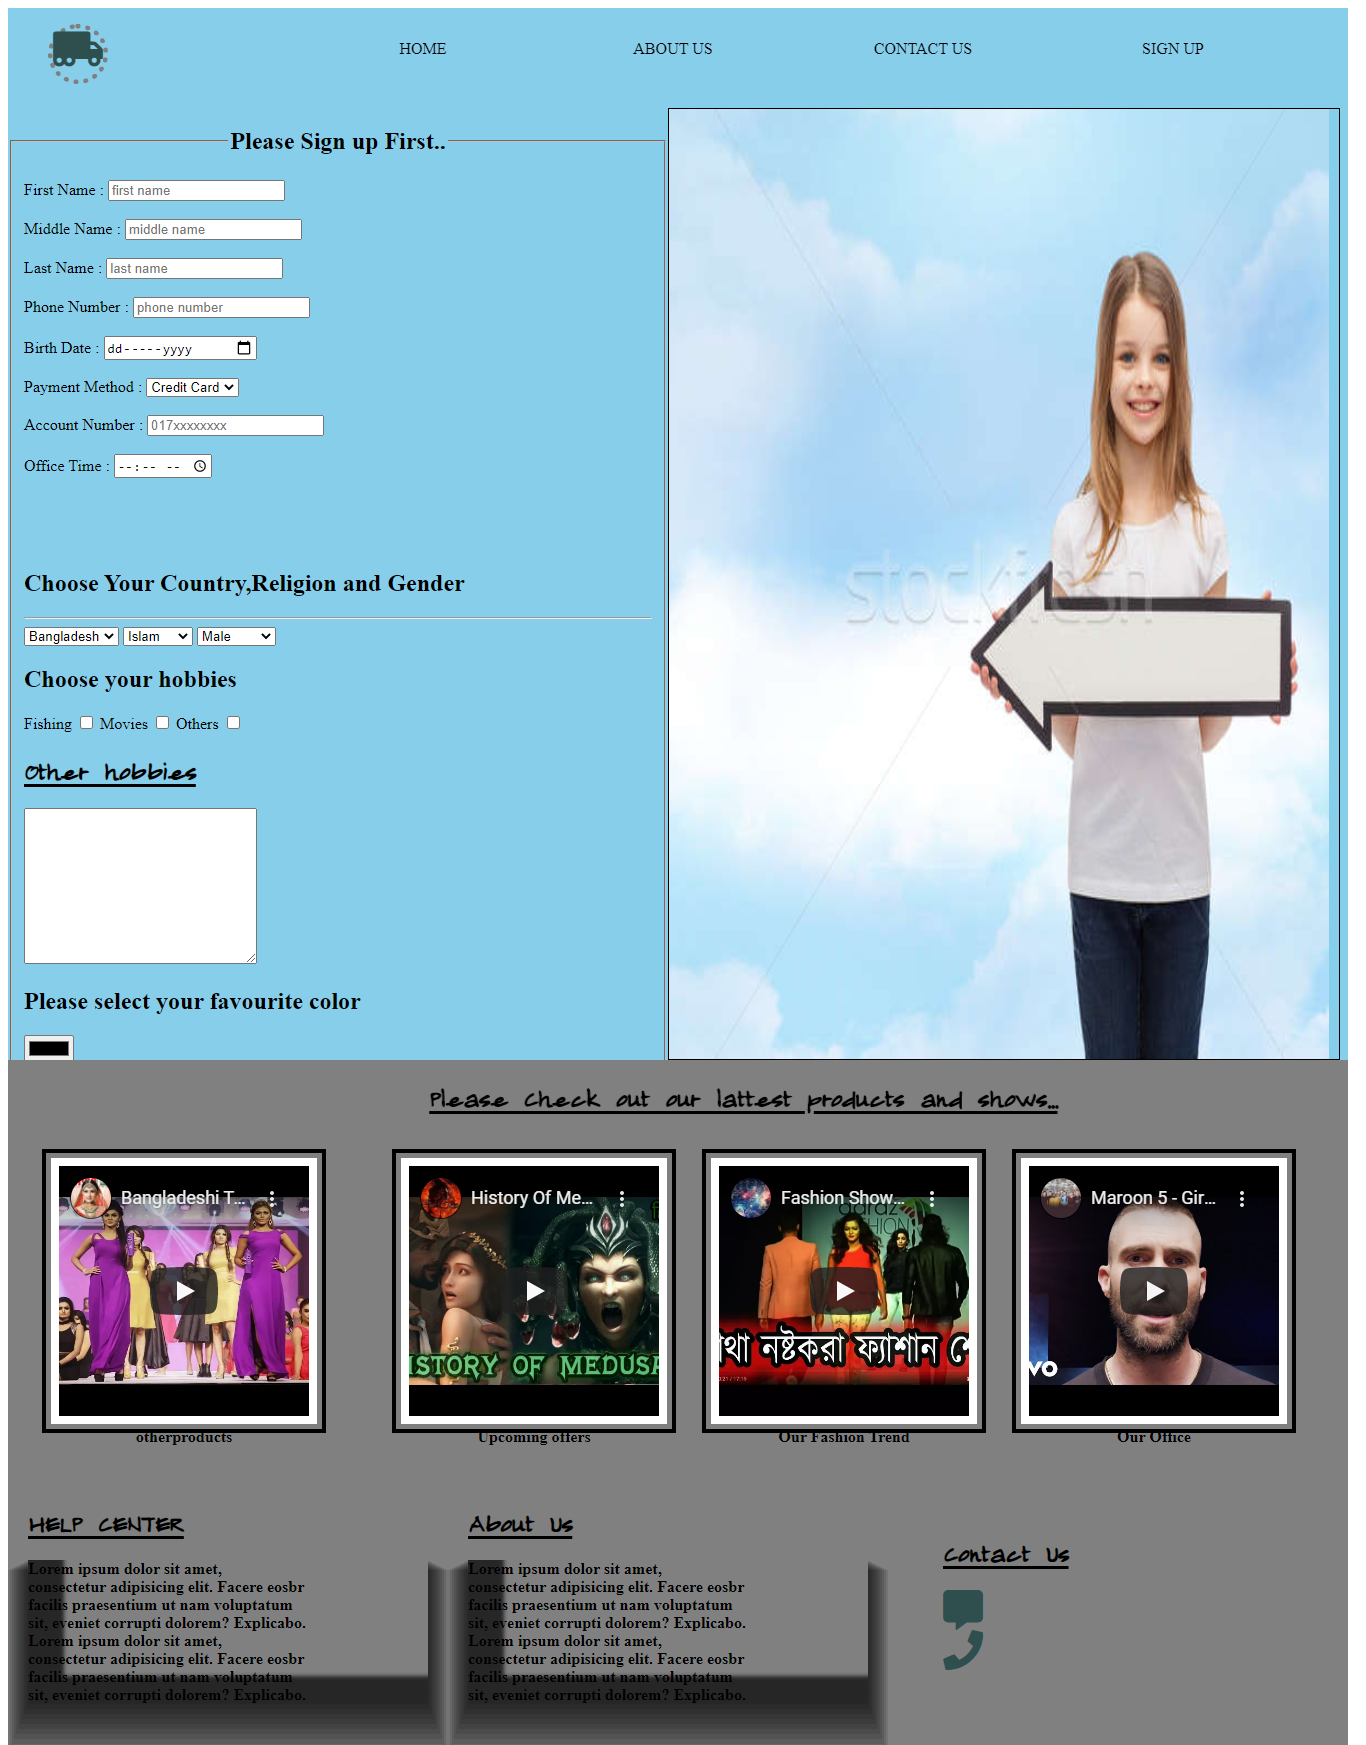 HOME ABOUT US CONTACT US SIGN UP
Please Sign up First..
First Name : first name
Middle Name : middle name
Last Name : last name
Phone Number : phone number
Birth Date : dd-----yyyy
Payment Method : Credit Card
Account Number : 017xxxxxxxx
Office Time : --:-- --
Choose Your Country,Religion and Gender
Bangladesh Islam Male
Choose your hobbies
Fishing Movies Others
Other hobbies
Please select your favourite color
Please Check out our lattest products and shows...
Bangladeshi T...
History Of Me...
ISTORY OF MEDUSA
Fashion Show...
নষ্টকরা ফ্যাশান
Maroon 5 - Gir...
vo
otherproducts
Upcoming offers
Our Fashion Trend
Our Office
HELP CENTER
Lorem ipsum dolor sit amet,
consectetur adipisicing elit. Facere eosbr
facilis praesentium ut nam voluptatum
sit, eveniet corrupti dolorem? Explicabo.
Lorem ipsum dolor sit amet,
consectetur adipisicing elit. Facere eosbr
facilis praesentium ut nam voluptatum
sit, eveniet corrupti dolorem? Explicabo.
About Us
Lorem ipsum dolor sit amet,
consectetur adipisicing elit. Facere eosbr
facilis praesentium ut nam voluptatum
sit, eveniet corrupti dolorem? Explicabo.
Lorem ipsum dolor sit amet,
consectetur adipisicing elit. Facere eosbr
facilis praesentium ut nam voluptatum
sit, eveniet corrupti dolorem? Explicabo.
Contact Us